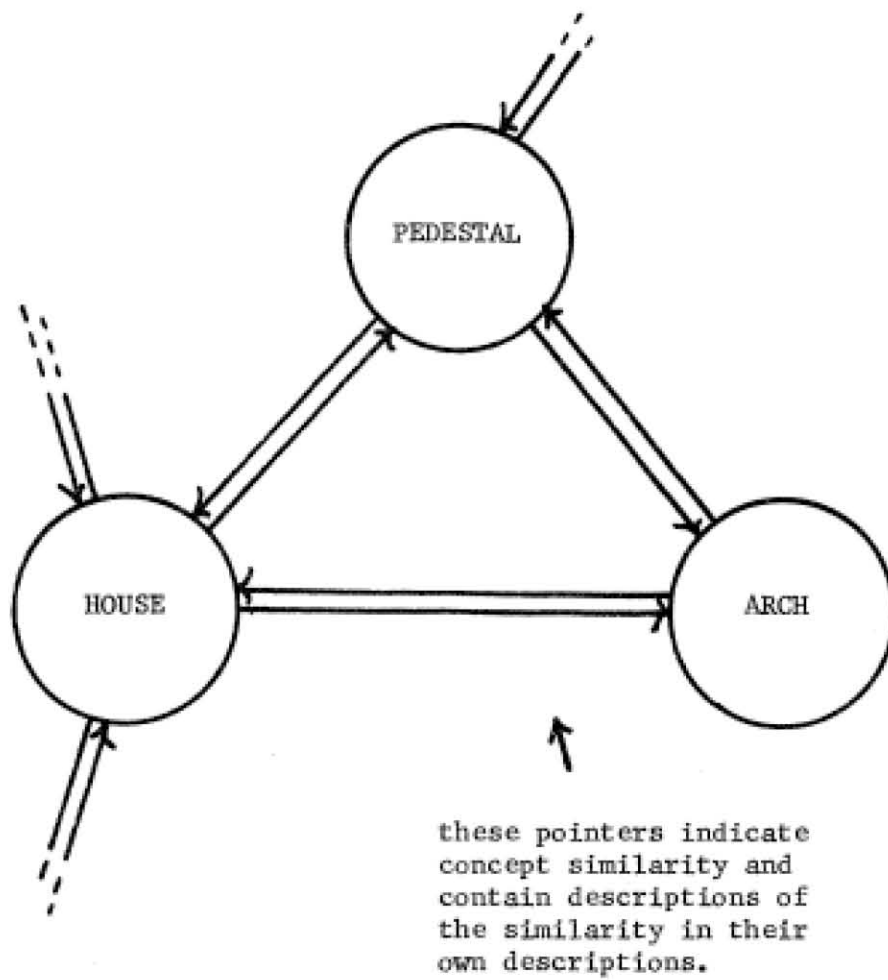 PEDESTAL
HOUSE
ARCH
these pointers indicate
concept similarity and
contain descriptions of
the similarity in their
own descriptions.